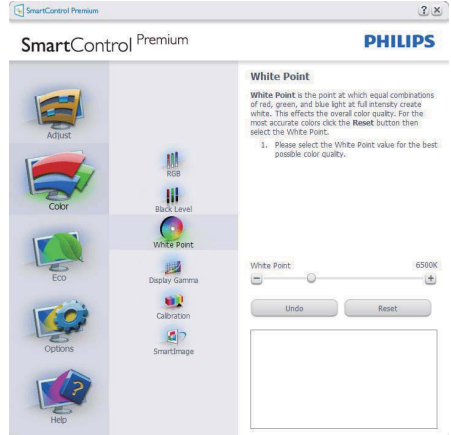 SmartControl Premium
SmartControl Premium
PHILIPS
Adjust
Color
Eco
Options
Help
RGB
Black Level
White Point
Display Gamma
Calibration
SmartImage
White Point
White Point is the point at which equal combinations
of red, green, and blue light at full intensity create
white. This effects the overall color quality. For the
most accurate colors click the Reset button then
select the White Point.
1. Please select the White Point value for the best
possible color quality.
White Point 6500K
Undo Reset